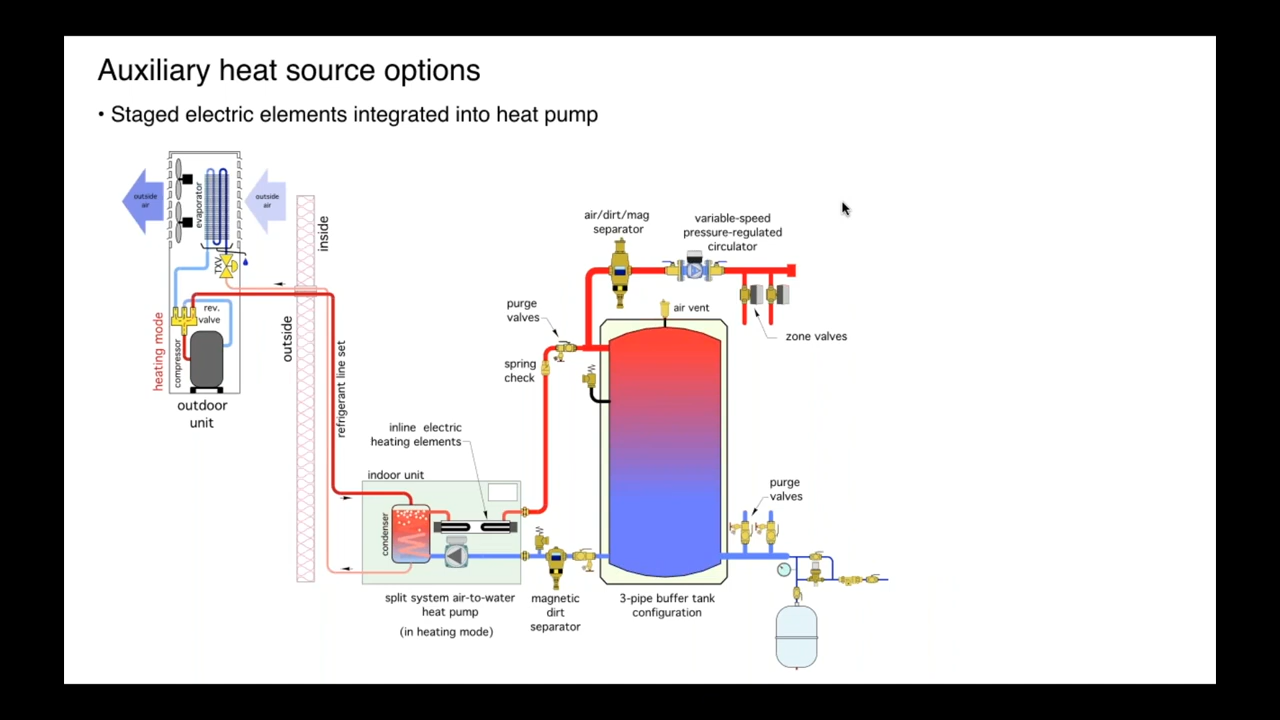 Auxiliary heat source options
• Staged electric elements integrated into heat pump
outside
air
evaporator
outside
air
TXV
inside
outside
heating mode
rev.
valve
compressor
outdoor
unit
refrigerant line set
air/dirt/mag
separator
variable-speed
pressure-regulated
circulator
purge
valves
air vent
zone valves
spring
check
inline electric
heating elements
indoor unit
condenser
purge
valves
split system air-to-water
heat pump
(in heating mode)
magnetic
dirt
separator
3-pipe buffer tank
configuration